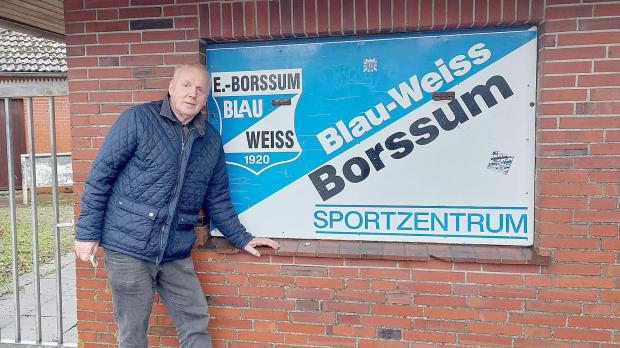 E.-BORSSUM
BLAU
WEISS
1920
Blau-Weiss
Borssum
SPORTZENTRUM